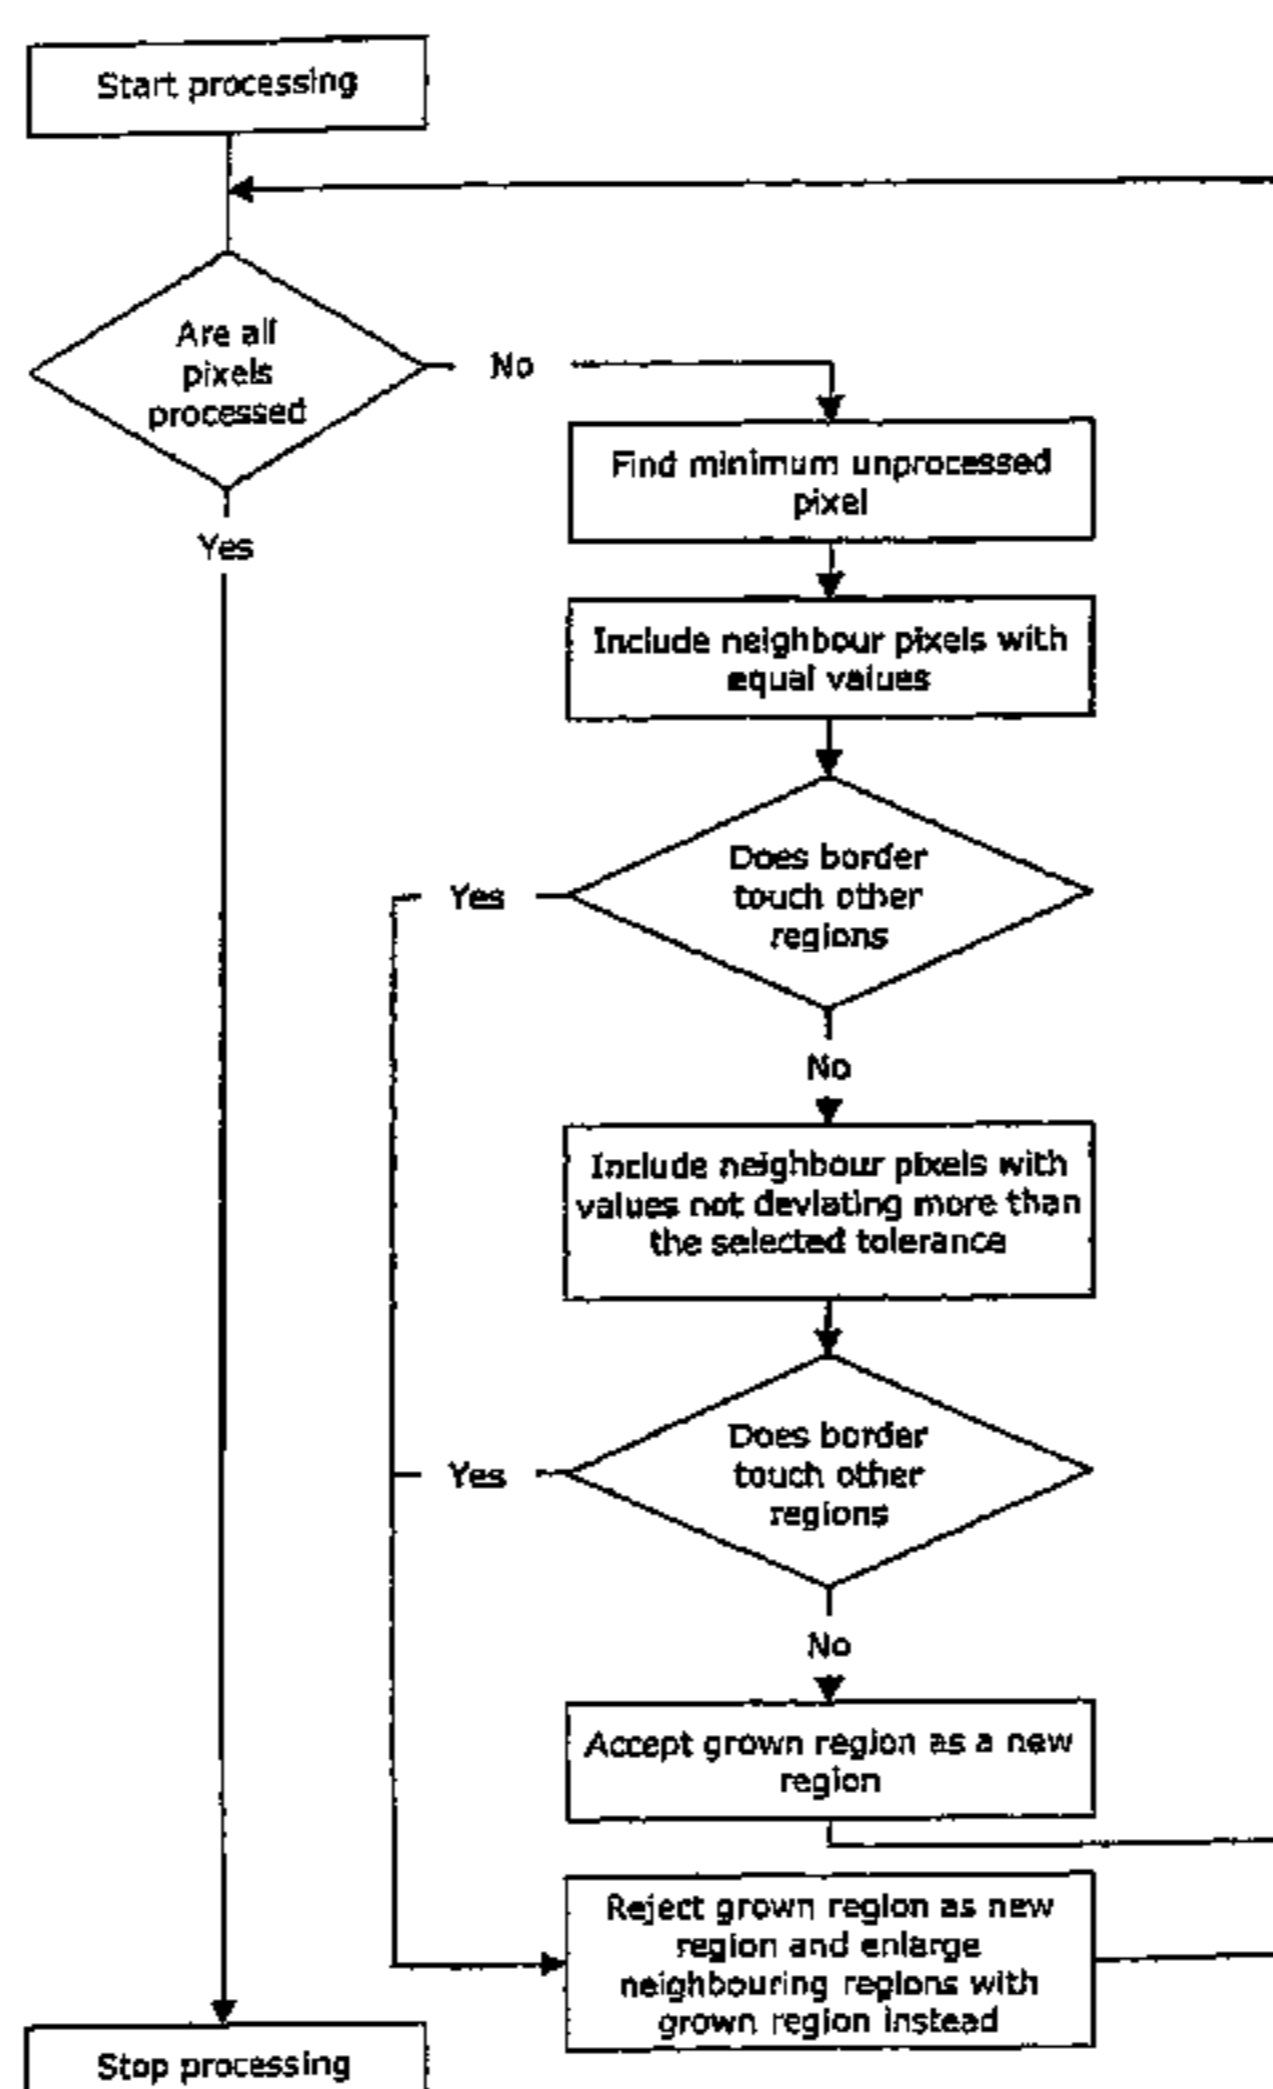 Start processing
Are all
pixels
processed
No
Yes
Find minimum unprocessed
pixel
Include neighbour pixels with
equal values
Does border
touch other
regions
Yes
No
Include neighbour pixels with
values not deviating more than
the selected tolerance
Does border
touch other
regions
Yes
No
Accept grown region as a new
region
Reject grown region as new
region and enlarge
neighbouring regions with
grown region instead
Stop processing